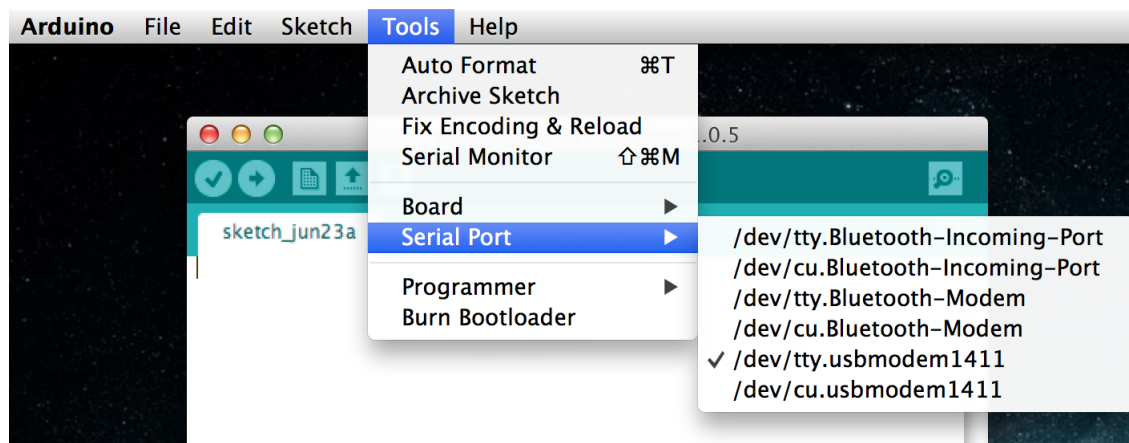 Arduino File Edit Sketch Tools Help
Auto Format ⌘T
Archive Sketch
Fix Encoding & Reload
.0.5
Serial Monitor ⇧⌘M
Board
sketch_jun23a
Serial Port
/dev/tty.Bluetooth-Incoming-Port
/dev/cu.Bluetooth-Incoming-Port
Programmer
/dev/tty.Bluetooth-Modem
Burn Bootloader
/dev/cu.Bluetooth-Modem
✓ /dev/tty.usbmodem1411
/dev/cu.usbmodem1411